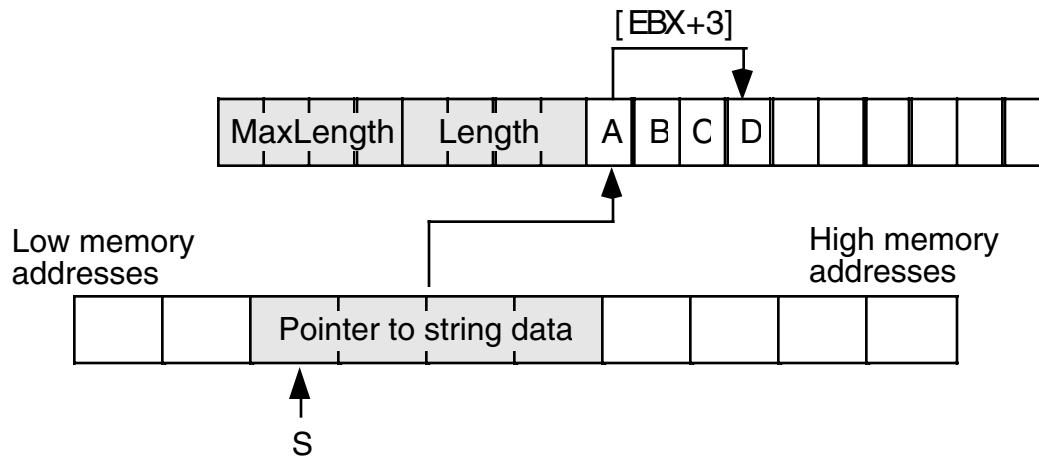 [EBX+3]
MaxLength Length A B C D
Low memory
addresses
High memory
addresses
Pointer to string data
S